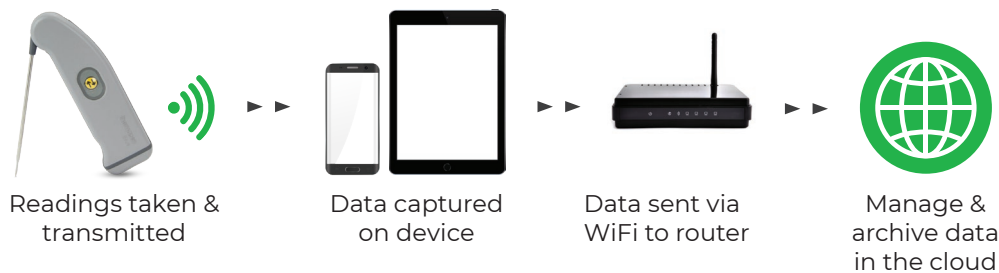 Readings taken &
transmitted
Data captured
on device
Data sent via
WiFi to router
Manage &
archive data
in the cloud